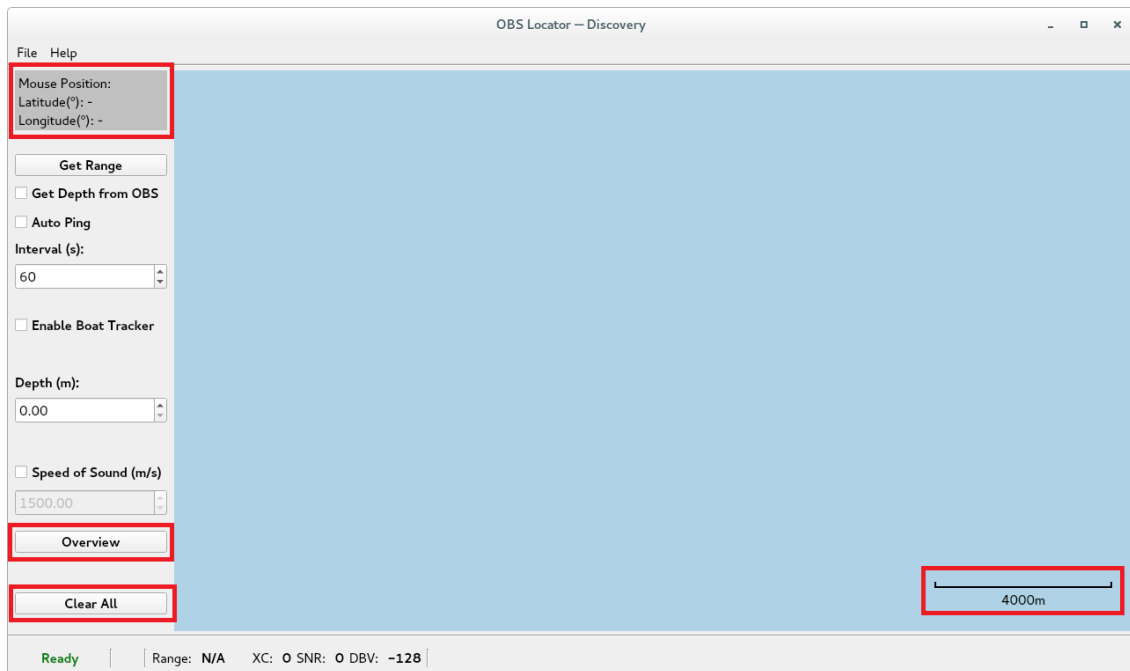 OBS Locator — Discovery
File Help
Mouse Position:
Latitude(º): -
Longitude(º): -
Get Range
Get Depth from OBS
Auto Ping
Interval (s):
60
Enable Boat Tracker
Depth (m):
0.00
Speed of Sound (m/s)
1500.00
Overview
Clear All
4000m
Ready Range: N/A XC: 0 SNR: 0 DBV: -128